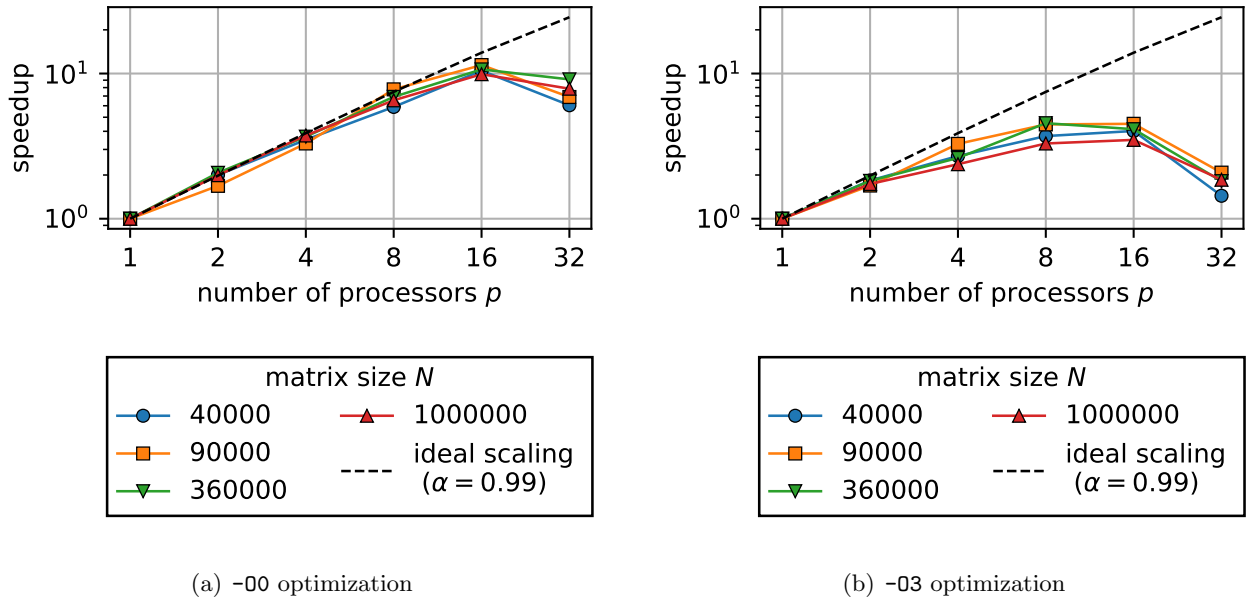 10¹
10⁰
speedup
1 2 4 8 16 32
number of processors p
matrix size N
40000
90000
360000
1000000
ideal scaling
(α = 0.99)
(a) -O0 optimization
10¹
10⁰
speedup
1 2 4 8 16 32
number of processors p
matrix size N
40000
90000
360000
1000000
ideal scaling
(α = 0.99)
(b) -O3 optimization